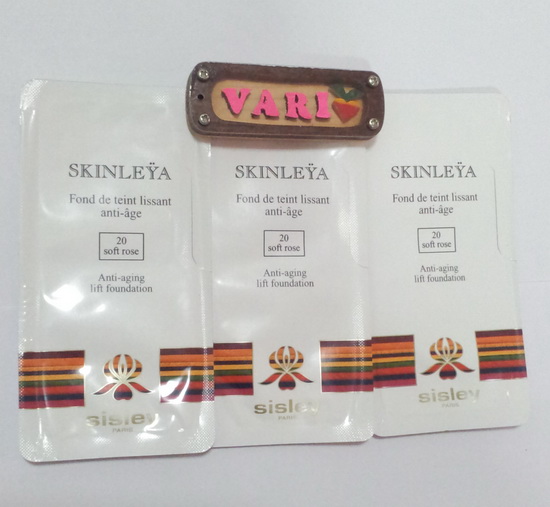 VARI
SKINLEŸA
Fond de teint lissant
anti-âge
20
soft rose
Anti-aging
lift foundation
sisley
PARIS
SKINLEŸA
Fond de teint lissant
anti-âge
20
soft rose
Anti-aging
lift foundation
sisley
PARIS
SKINLEŸA
Fond de teint lissant
anti-âge
20
soft rose
Anti-aging
lift foundation
sisley
PARIS